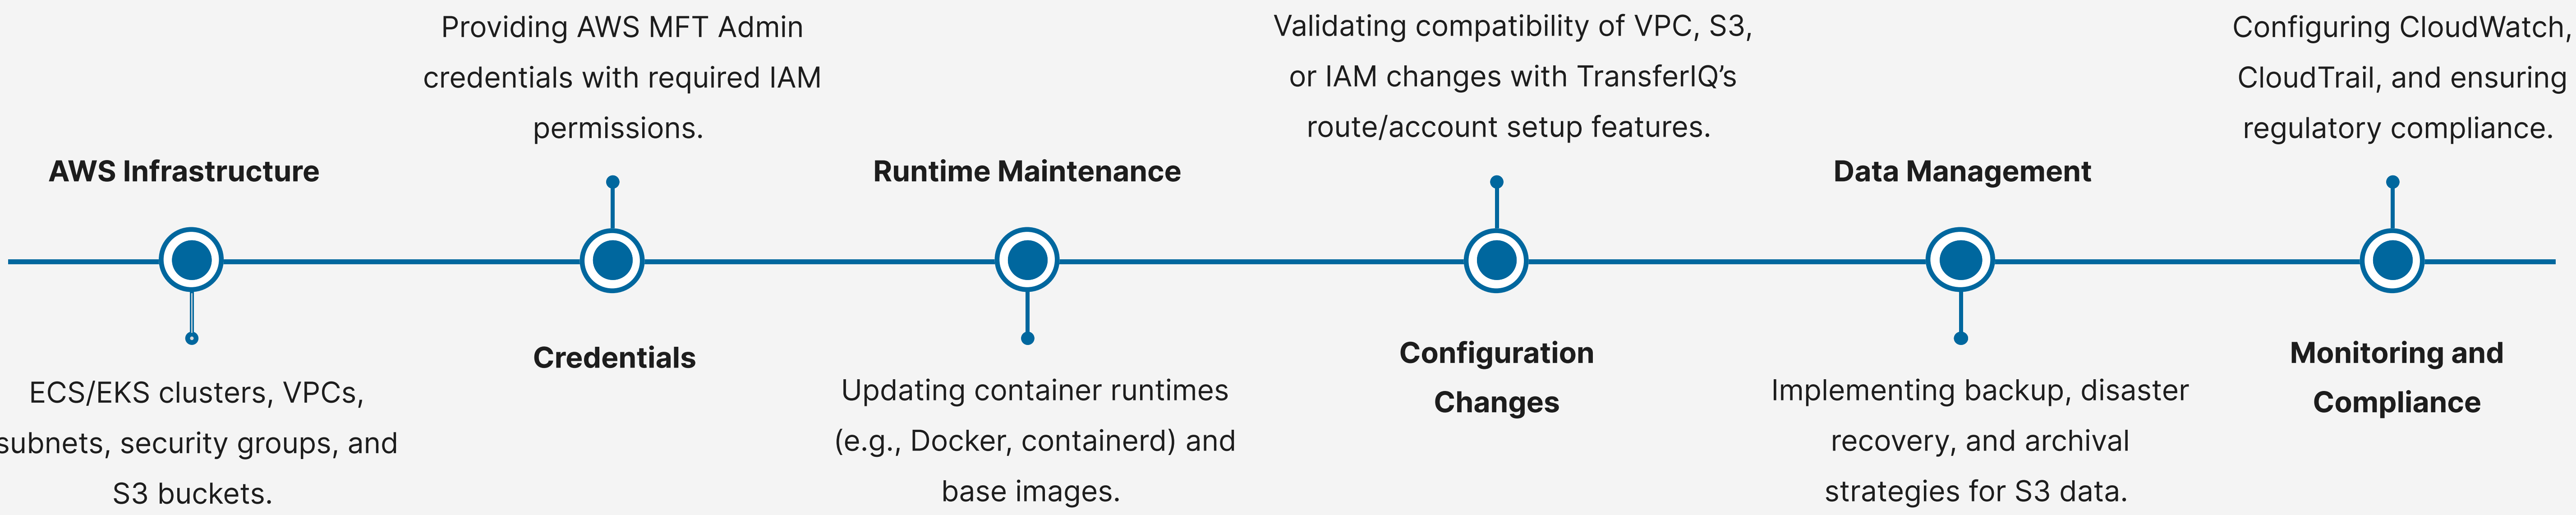 AWS Infrastructure
ECS/EKS clusters, VPCs,
subnets, security groups, and
S3 buckets.
Providing AWS MFT Admin
credentials with required IAM
permissions.
Credentials
Runtime Maintenance
Updating container runtimes
(e.g., Docker, containerd) and
base images.
Validating compatibility of VPC, S3,
or IAM changes with TransferIQ’s
route/account setup features.
Configuration
Changes
Data Management
Implementing backup, disaster
recovery, and archival
strategies for S3 data.
Configuring CloudWatch,
CloudTrail, and ensuring
regulatory compliance.
Monitoring and
Compliance